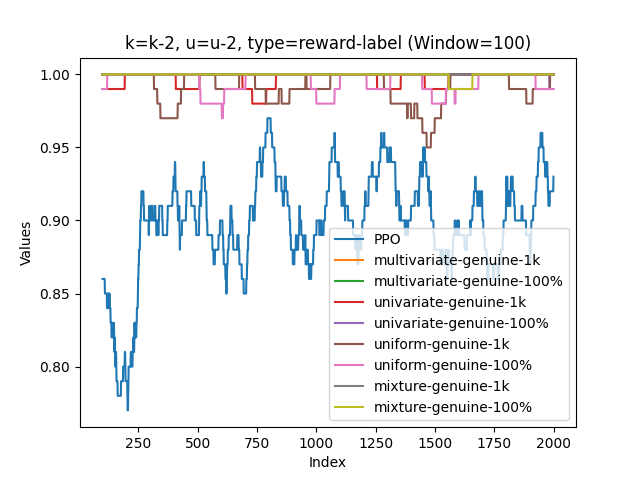 k=k-2, u=u-2, type=reward-label (Window=100)
1.00
0.95
0.90
0.85
0.80
Values
PPO
multivariate-genuine-1k
multivariate-genuine-100%
univariate-genuine-1k
univariate-genuine-100%
uniform-genuine-1k
uniform-genuine-100%
mixture-genuine-1k
mixture-genuine-100%
250
500
750
1000
1250
1500
1750
2000
Index